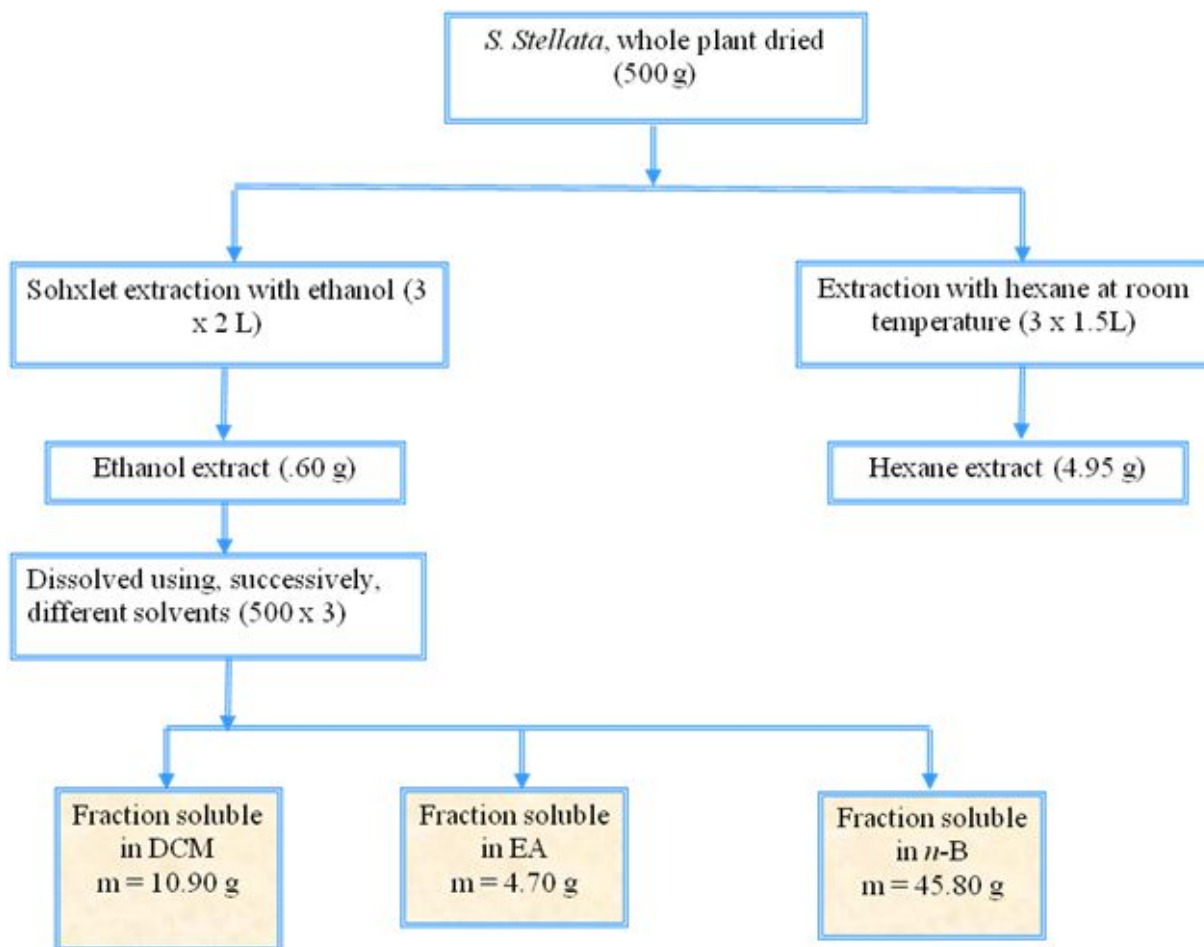 S. Stellata, whole plant dried
(500 g)
Sohxlet extraction with ethanol (3
x 2 L)
Extraction with hexane at room
temperature (3 x 1.5L)
Ethanol extract (.60 g)
Hexane extract (4.95 g)
Dissolved using, successively,
different solvents (500 x 3)
Fraction soluble
in DCM
m = 10.90 g
Fraction soluble
in EA
m = 4.70 g
Fraction soluble
in n-B
m = 45.80 g